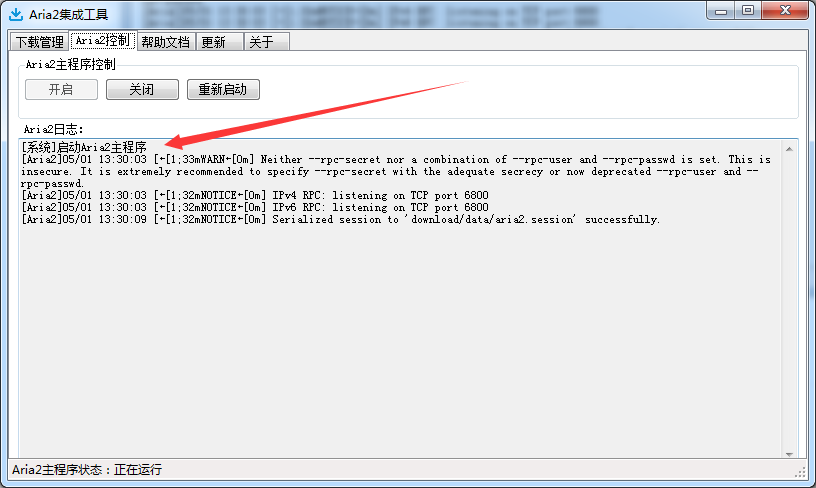 Aria2集成工具
下载管理 Aria2控制 帮助文档 更新 关于
Aria2主程序控制
开启 关闭 重新启动
Aria2日志:
[系统]启动Aria2主程序
[Aria2]05/01 13:30:03 [←[1;33mWARN←[0m] Neither --rpc-secret nor a combination of --rpc-user and --rpc-passwd is set. This is
insecure. It is extremely recommended to specify --rpc-secret with the adequate secrecy or now deprecated --rpc-user and --
rpc-passwd.
[Aria2]05/01 13:30:03 [←[1;32mNOTICE←[0m] IPv4 RPC: listening on TCP port 6800
[Aria2]05/01 13:30:03 [←[1;32mNOTICE←[0m] IPv6 RPC: listening on TCP port 6800
[Aria2]05/01 13:30:09 [←[1;32mNOTICE←[0m] Serialized session to 'download/data/aria2.session' successfully.
Aria2主程序状态：正在运行